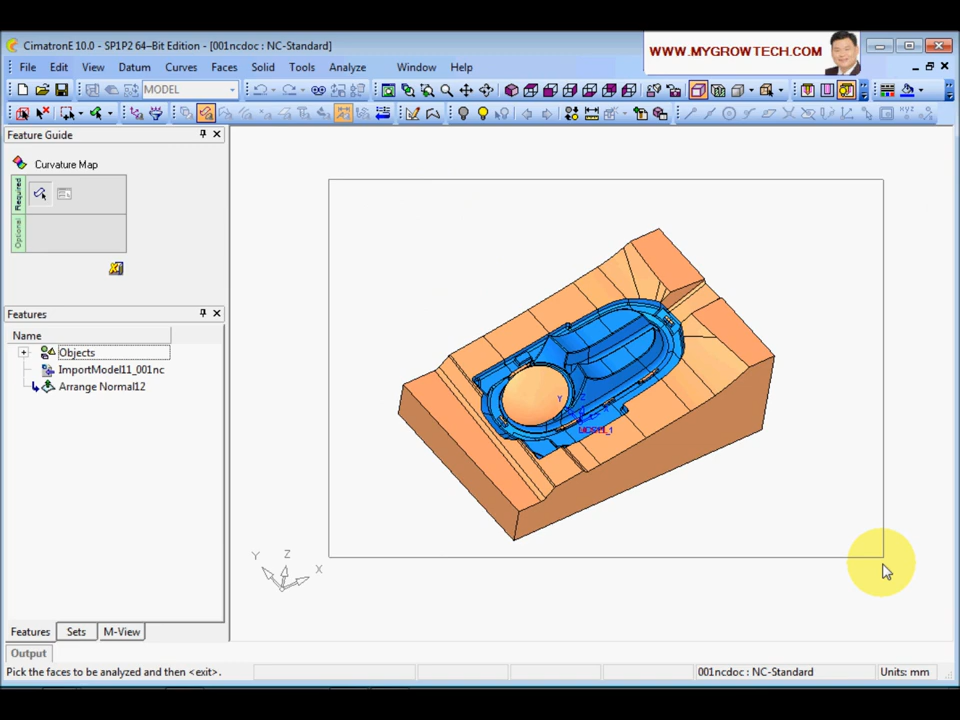 CimatronE 10.0 - SP1P2 64–Bit Edition - [001ncdoc : NC-Standard]
WWW.MYGROWTECH.COM
File Edit View Datum Curves Faces Solid Tools Analyze Window Help
MODEL
Feature Guide
Curvature Map
Required
Optional
Features
Name
Objects
ImportModel11_001nc
Arrange Normal12
Y
Z
X
Features Sets M-View
Output
Pick the faces to be analyzed and then <exit>.
001ncdoc : NC-Standard
Units: mm